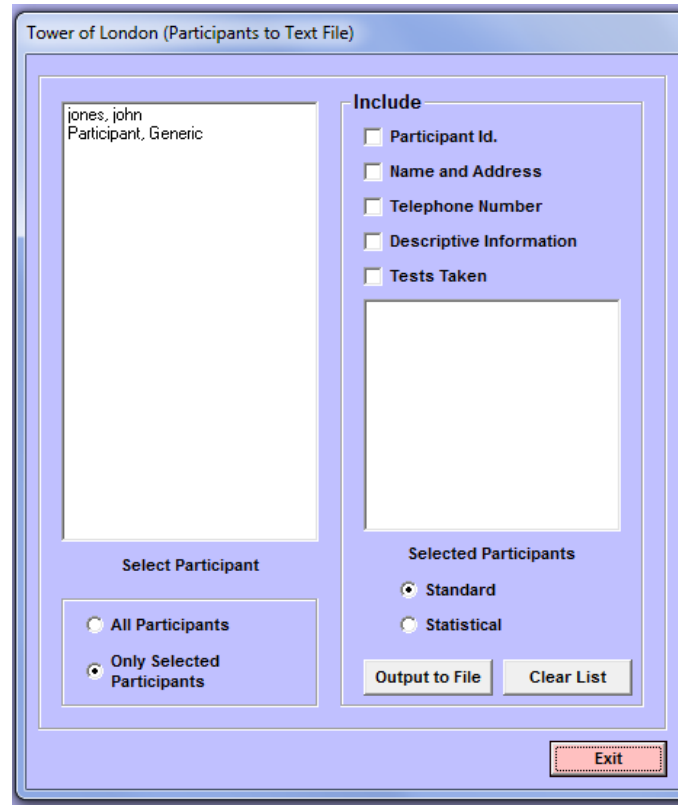 Tower of London (Participants to Text File)
jones, john
Participant, Generic
Select Participant
All Participants
Only Selected
Participants
Include
Participant Id.
Name and Address
Telephone Number
Descriptive Information
Tests Taken
Selected Participants
Standard
Statistical
Output to File
Clear List
Exit